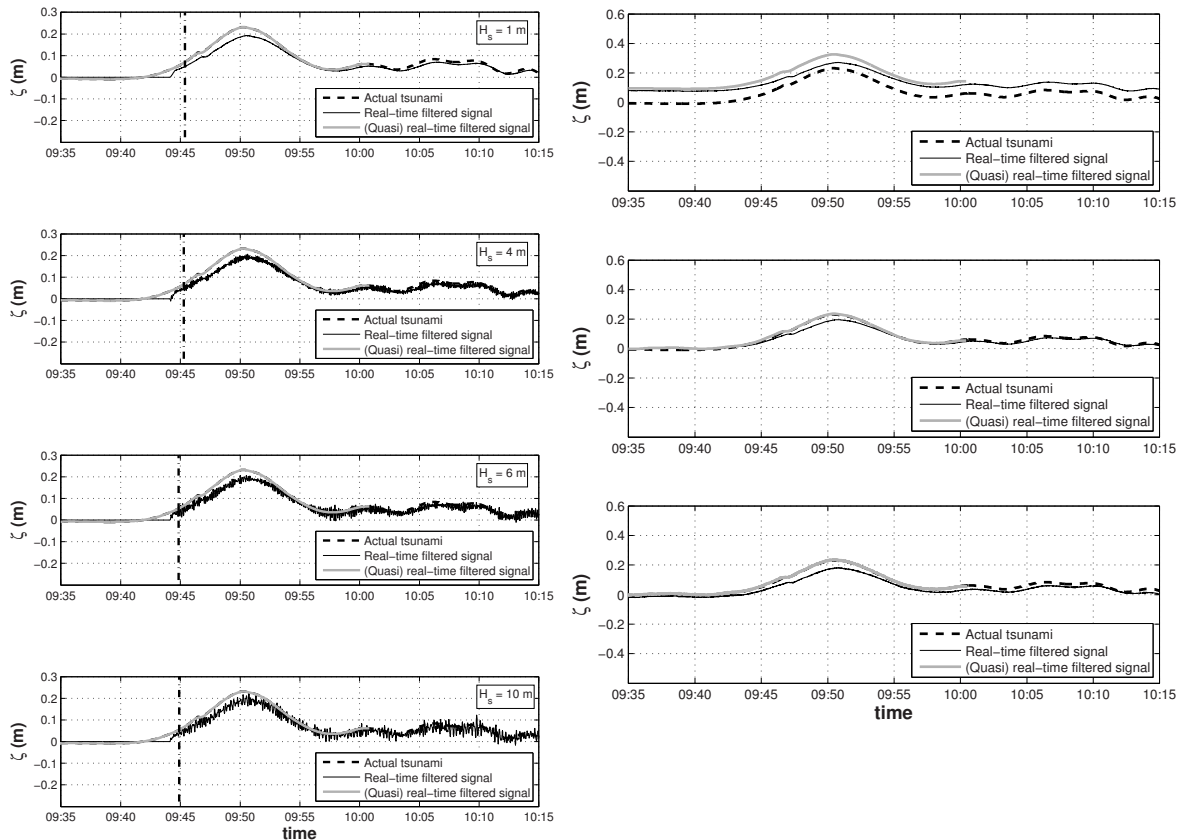 0.3
0.2
0.1
0
−0.1
−0.2
ζ (m)
H_s = 1 m
Actual tsunami
Real−time filtered signal
(Quasi) real−time filtered signal
09:35 09:40 09:45 09:50 09:55 10:00 10:05 10:10 10:15
0.3
0.2
0.1
0
−0.1
−0.2
ζ (m)
H_s = 4 m
Actual tsunami
Real−time filtered signal
(Quasi) real−time filtered signal
09:35 09:40 09:45 09:50 09:55 10:00 10:05 10:10 10:15
0.3
0.2
0.1
0
−0.1
−0.2
ζ (m)
H_s = 6 m
Actual tsunami
Real−time filtered signal
(Quasi) real−time filtered signal
09:35 09:40 09:45 09:50 09:55 10:00 10:05 10:10 10:15
0.3
0.2
0.1
0
−0.1
−0.2
ζ (m)
H_s = 10 m
Actual tsunami
Real−time filtered signal
(Quasi) real−time filtered signal
09:35 09:40 09:45 09:50 09:55 10:00 10:05 10:10 10:15
time
0.6
0.4
0.2
0
−0.2
−0.4
ζ (m)
Actual tsunami
Real−time filtered signal
(Quasi) real−time filtered signal
09:35 09:40 09:45 09:50 09:55 10:00 10:05 10:10 10:15
0.6
0.4
0.2
0
−0.2
−0.4
ζ (m)
Actual tsunami
Real−time filtered signal
(Quasi) real−time filtered signal
09:35 09:40 09:45 09:50 09:55 10:00 10:05 10:10 10:15
0.6
0.4
0.2
0
−0.2
−0.4
ζ (m)
Actual tsunami
Real−time filtered signal
(Quasi) real−time filtered signal
09:35 09:40 09:45 09:50 09:55 10:00 10:05 10:10 10:15
time